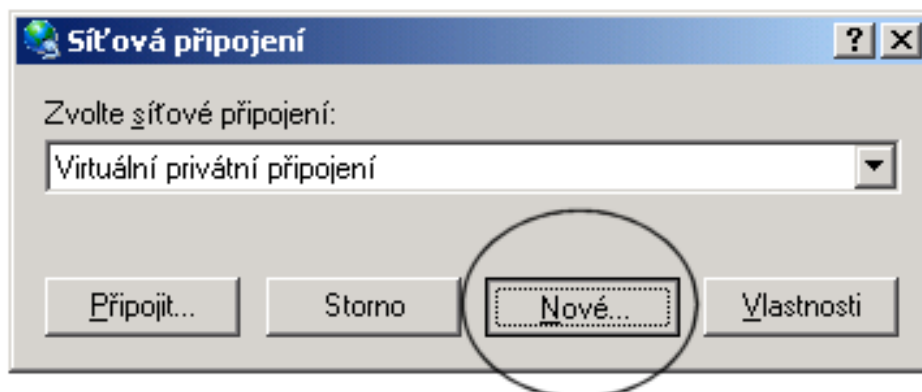 Síťová připojení
Zvolte síťové připojení:
Virtuální privátní připojení
Připojit... Storno Nové... Vlastnosti